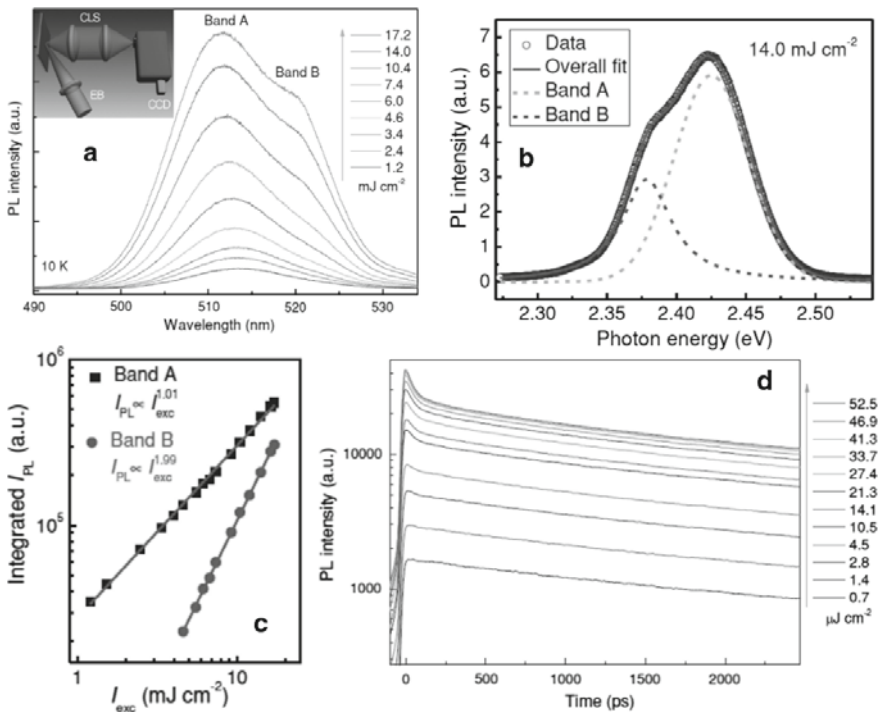 CLS
EB
CCD
a
Band A
Band B
17.2
14.0
10.4
7.4
6.0
4.6
3.4
2.4
1.2
mJ cm⁻²
10 K
PL intensity (a.u.)
490 500 510 520 530
Wavelength (nm)
Data
Overall fit
Band A
Band B
14.0 mJ cm⁻²
b
PL intensity (a.u.)
7
6
5
4
3
2
1
0
2.30 2.35 2.40 2.45 2.50
Photon energy (eV)
10⁶
10⁵
Integrated I_PL (a.u.)
Band A
I_PL ∝ I_exc^1.01
Band B
I_PL ∝ I_exc^1.99
c
1 10
I_exc (mJ cm⁻²)
d
PL intensity (a.u.)
10000
1000
0 500 1000 1500 2000
Time (ps)
52.5
46.9
41.3
33.7
27.4
21.3
14.1
10.5
4.5
2.8
1.4
0.7
μJ cm⁻²